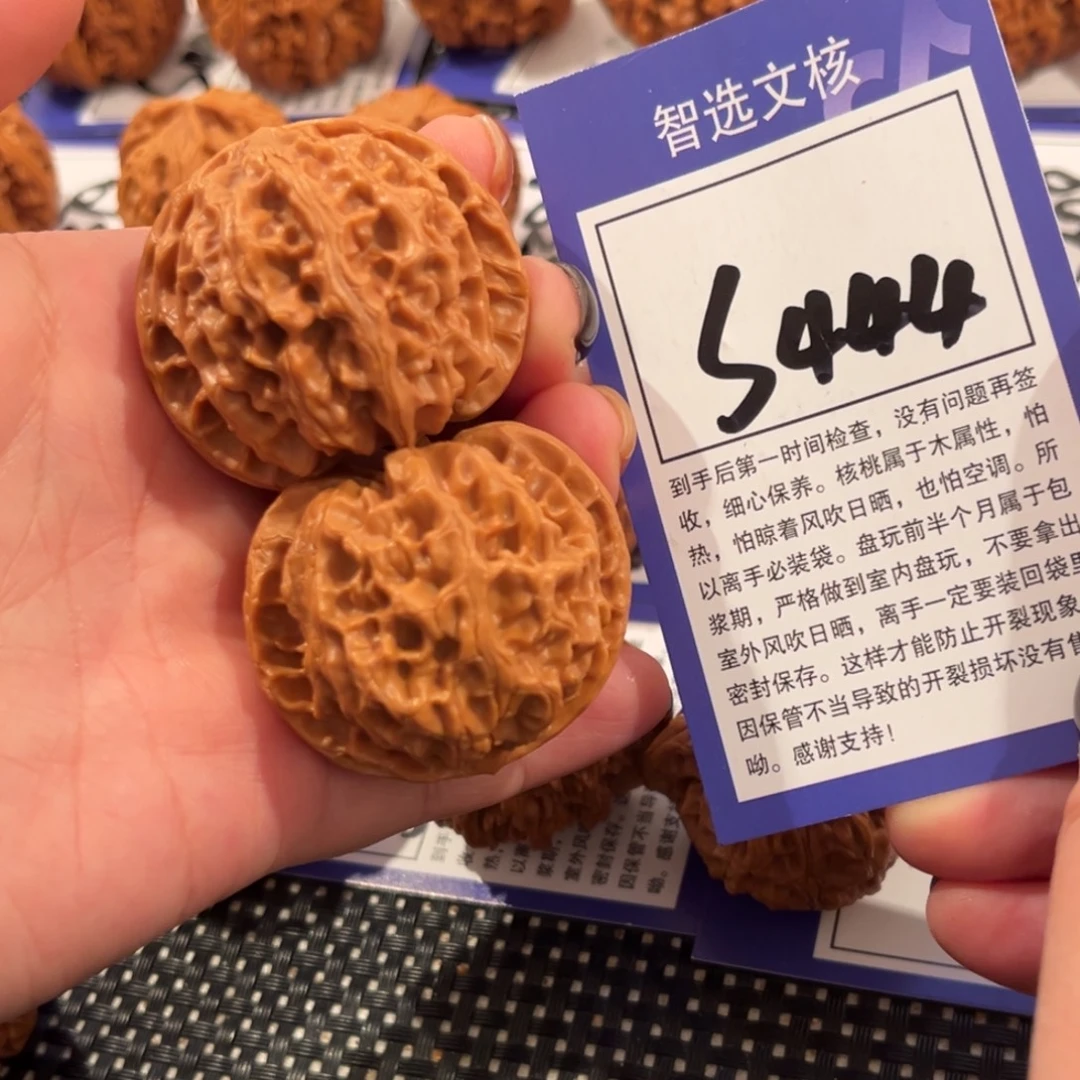 智选文核
S444
到手后第一时间检查，没有问题再签
收，细心保养。核桃属于木属性，怕
热，怕晾着风吹日晒，也怕空调。所
以离手必装袋。盘玩前半个月属于包
浆期，严格做到室内盘玩，不要拿出
室外风吹日晒，离手一定要装回袋里
密封保存。这样才能防止开裂现象
因保管不当导致的开裂损坏没有售
呦。感谢支持！